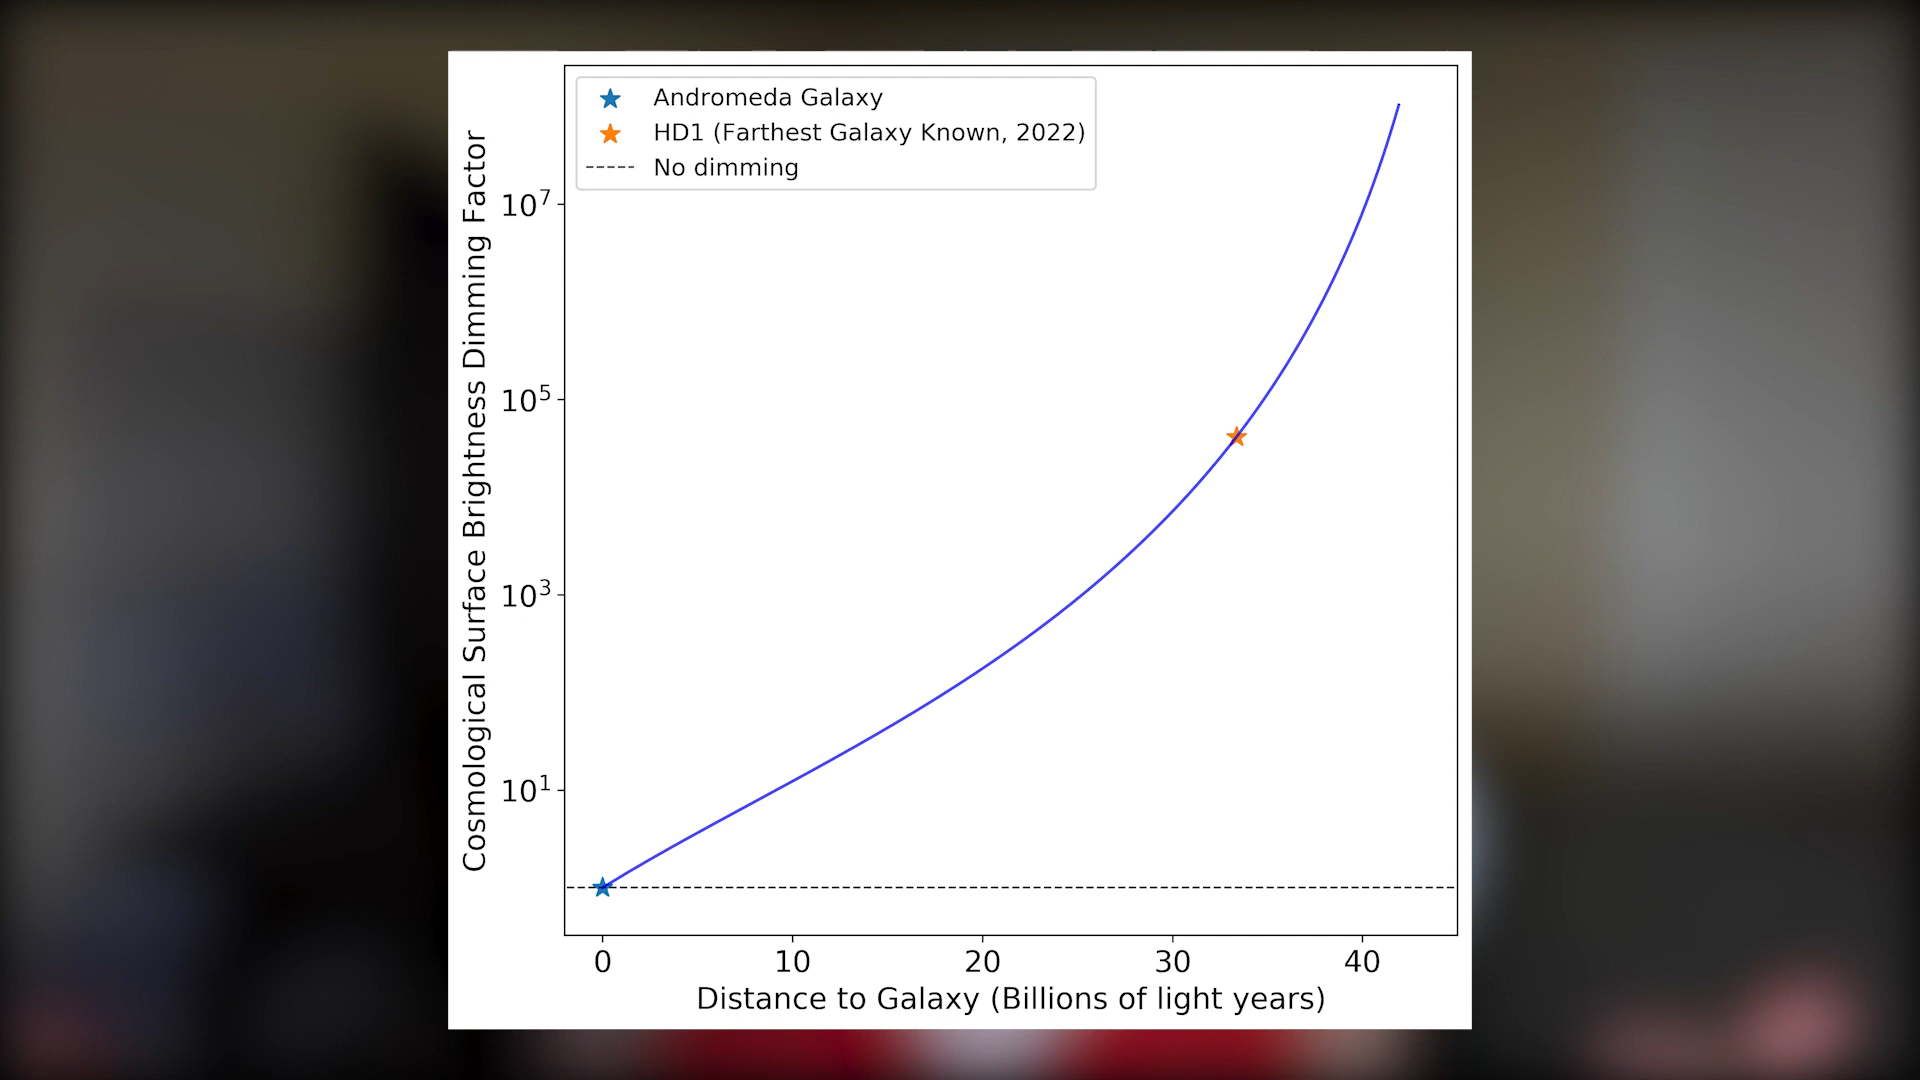 Andromeda Galaxy
HD1 (Farthest Galaxy Known, 2022)
No dimming
Cosmological Surface Brightness Dimming Factor
10⁷
10⁵
10³
10¹
0 10 20 30 40
Distance to Galaxy (Billions of light years)